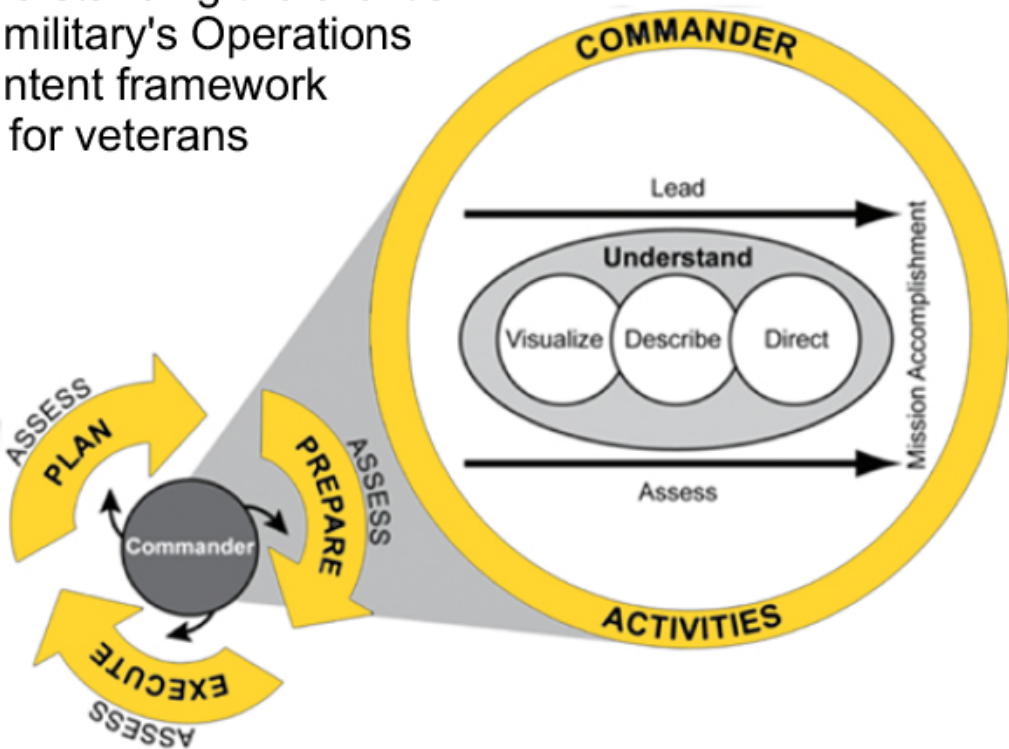 military's Operations
ntent framework
for veterans
COMMANDER
Lead
Understand
Visualize
Describe
Direct
Mission Accomplishment
Assess
ACTIVITIES
ASSESS
PLAN
PREPARE
ASSESS
Commander
EXECUTE
ASSESS